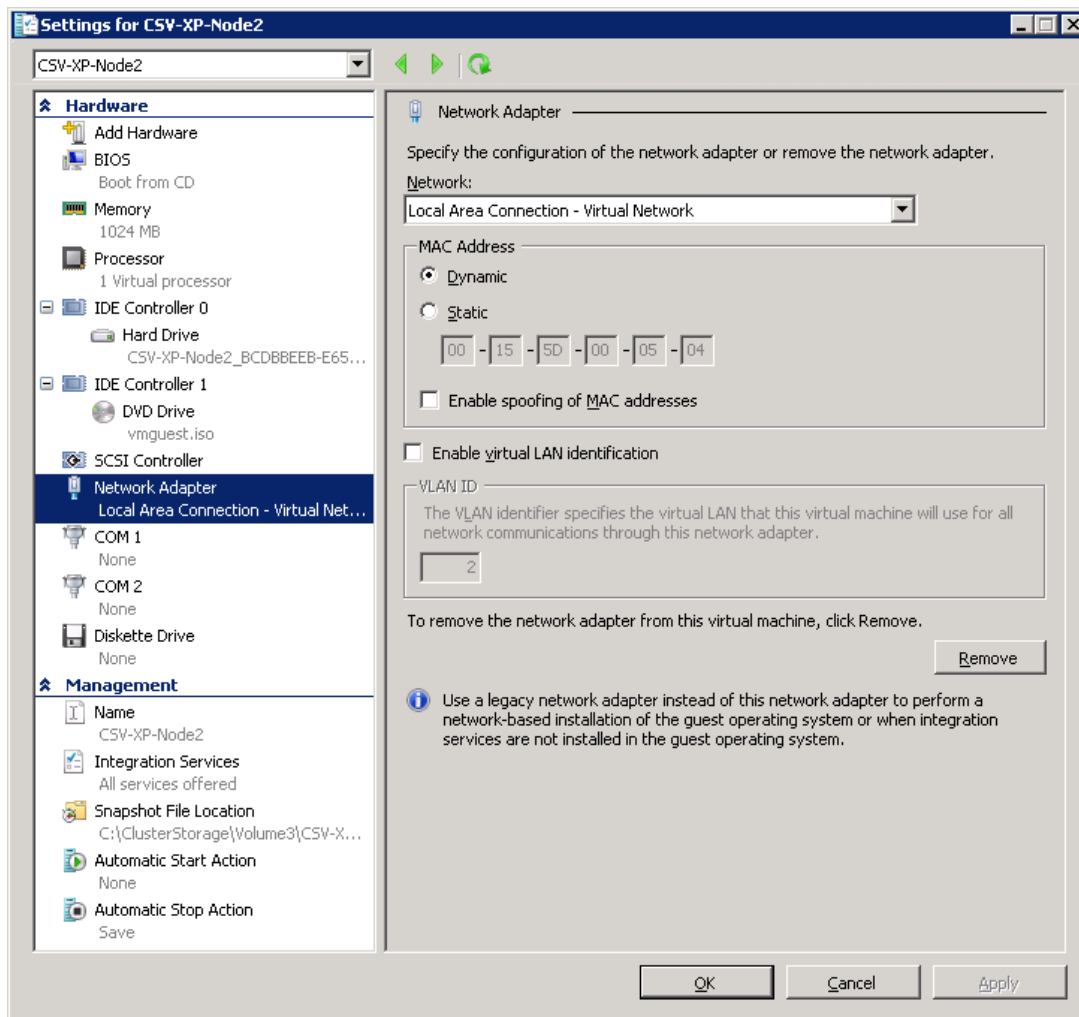 Settings for CSV-XP-Node2
CSV-XP-Node2
Hardware
Add Hardware
BIOS
Boot from CD
Memory
1024 MB
Processor
1 Virtual processor
IDE Controller 0
Hard Drive
CSV-XP-Node2_BCDBBEEB-E65...
IDE Controller 1
DVD Drive
vmguest.iso
SCSI Controller
Network Adapter
Local Area Connection - Virtual Net...
COM 1
None
COM 2
None
Diskette Drive
None
Management
Name
CSV-XP-Node2
Integration Services
All services offered
Snapshot File Location
C:\ClusterStorage\Volume3\CSV-X...
Automatic Start Action
None
Automatic Stop Action
Save
Network Adapter
Specify the configuration of the network adapter or remove the network adapter.
Network:
Local Area Connection - Virtual Network
MAC Address
Dynamic
Static
00 - 15 - 5D - 00 - 05 - 04
Enable spoofing of MAC addresses
Enable virtual LAN identification
VLAN ID
The VLAN identifier specifies the virtual LAN that this virtual machine will use for all
network communications through this network adapter.
2
To remove the network adapter from this virtual machine, click Remove.
Remove
Use a legacy network adapter instead of this network adapter to perform a
network-based installation of the guest operating system or when integration
services are not installed in the guest operating system.
OK
Cancel
Apply